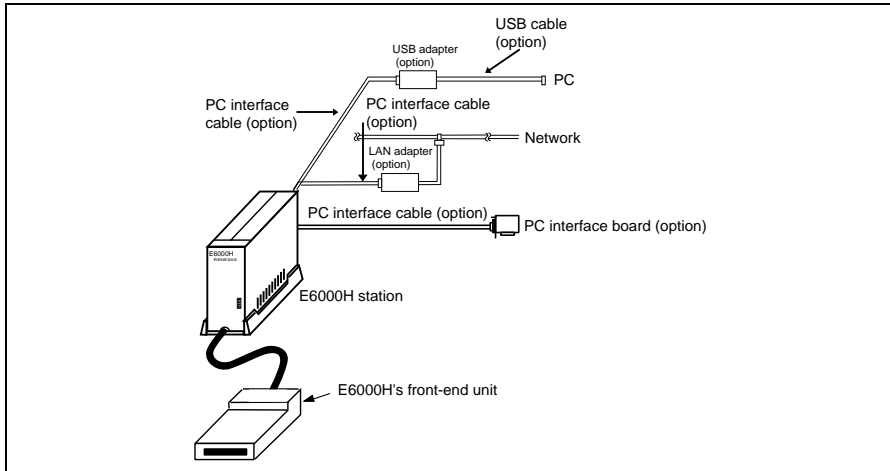 USB cable
(option)
USB adapter
(option)
PC
PC interface
cable (option)
PC interface cable
(option)
Network
LAN adapter
(option)
PC interface cable (option)
PC interface board (option)
E6000H
RENESAS
E6000H station
E6000H's front-end unit